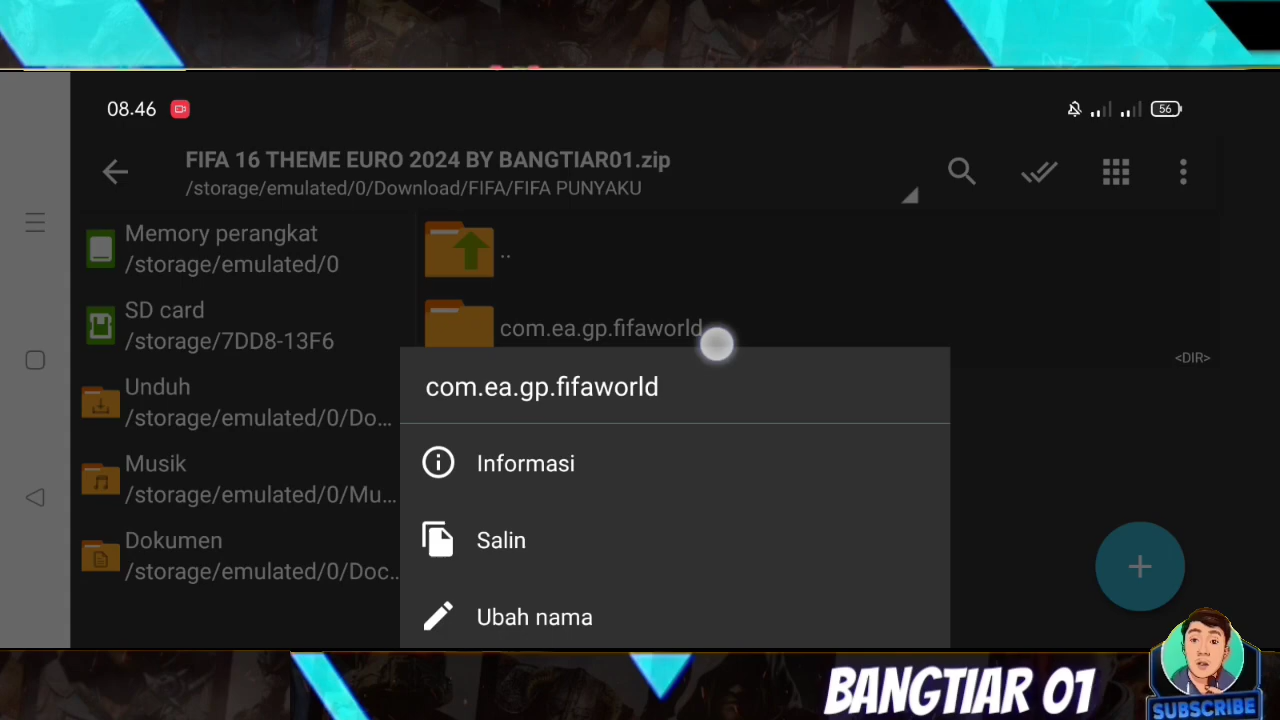 08.46
56
FIFA 16 THEME EURO 2024 BY BANGTIAR01.zip
/storage/emulated/0/Download/FIFA/FIFA PUNYAKU
Memory perangkat
/storage/emulated/0
SD card
/storage/7DD8-13F6
Unduh
/storage/emulated/0/Do...
Musik
/storage/emulated/0/Mu...
Dokumen
/storage/emulated/0/Doc...
..
com.ea.gp.fifaworld
<DIR>
com.ea.gp.fifaworld
Informasi
Salin
Ubah nama
BANGTIAR 01
SUBSCRIBE